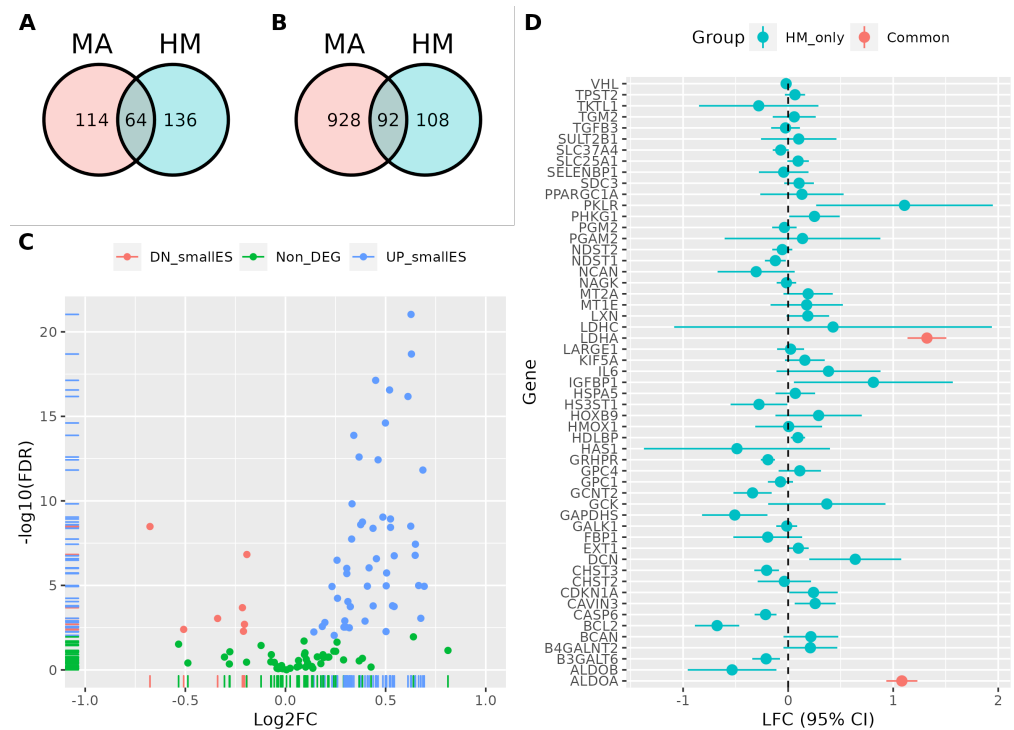 A
MA HM
114 64 136
B
MA HM
928 92 108
C
DN_smallES Non_DEG UP_smallES
-log10(FDR)
20
15
10
5
0
-1.0 -0.5 0.0 0.5 1.0
Log2FC
D
Group HM_only Common
Gene
VHL
TPST2
TKTL1
TGM2
TGFB3
SULT2B1
SLC37A4
SLC25A1
SELENBP1
SDC3
PPARGC1A
PKLR
PHKG1
PGM2
PGAM2
NDST2
NDST1
NCAN
NAGK
MT2A
MT1E
LXN
LDHC
LDHA
LARGE1
KIF5A
IL6
IGFBP1
HSPA5
HS3ST1
HOXB9
HMOX1
HDLBP
HAS1
GRHPR
GPC4
GPC1
GCNT2
GCK
GAPDHS
GALK1
FBP1
EXT1
DCN
CHST3
CHST2
CDKN1A
CAVIN3
CASP6
BCL2
BCAN
B4GALNT2
B3GALT6
ALDOB
ALDOA
-1 0 1 2
LFC (95% CI)